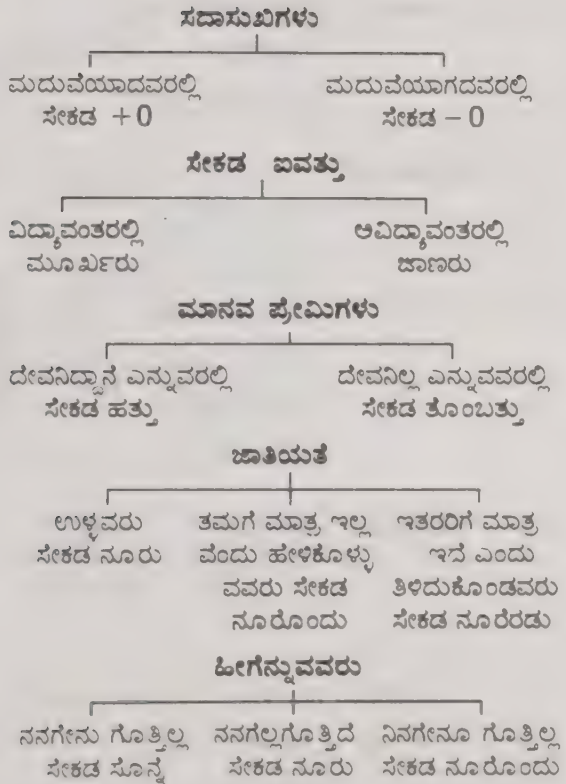 ಸದಾಸುಖಿಗಳು
ಮದುವೆಯಾದವರಲ್ಲಿ ಮದುವೆಯಾಗದವರಲ್ಲಿ
ಸೇಕಡ +0 ಸೇಕಡ – 0
ಸೇಕಡ ಐವತ್ತು
ವಿದ್ಯಾವಂತರಲ್ಲಿ ಅವಿದ್ಯಾವಂತರಲ್ಲಿ
ಮೂರ್ಖರು ಜಾಣರು
ಮಾನವ ಪ್ರೇಮಿಗಳು
ದೇವನಿದ್ದಾನೆ ಎನ್ನುವರಲ್ಲಿ ದೇವನಿಲ್ಲ ಎನ್ನುವವರಲ್ಲಿ
ಸೇಕಡ ಹತ್ತು ಸೇಕಡ ತೊಂಬತ್ತು
ಜಾತಿಯತೆ
ಉಳ್ಳವರು ತಮಗೆ ಮಾತ್ರ ಇಲ್ಲ ಇತರರಿಗೆ ಮಾತ್ರ
ಸೇಕಡ ನೂರು ವೆಂದು ಹೇಳಿಕೊಳ್ಳು ಇದೆ ಎಂದು
ವವರು ಸೇಕಡ ತಿಳಿದುಕೊಂಡವರು
ನೂರೊಂದು ಸೇಕಡ ನೂರೆರಡು
ಹೀಗೆನ್ನುವವರು
ನನಗೇನು ಗೊತ್ತಿಲ್ಲ ನನಗೆಲ್ಲಗೊತ್ತಿದೆ ನಿನಗೇನೂ ಗೊತ್ತಿಲ್ಲ
ಸೇಕಡ ಸೊನ್ನೆ ಸೇಕಡ ನೂರು ಸೇಕಡ ನೂರೊಂದು